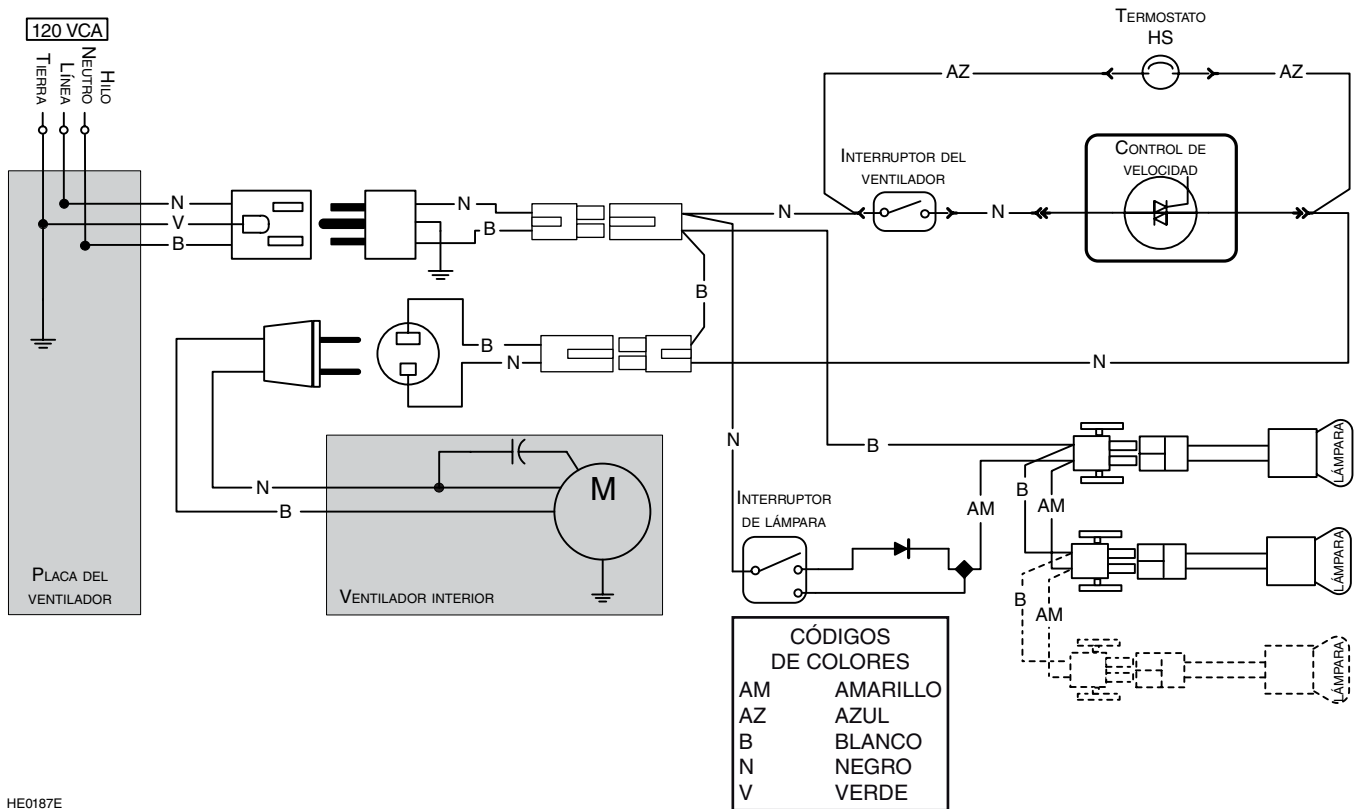 120 VCA
TIERRA
LÍNEA
NEUTRO
HILO
TERMOSTATO
HS
AZ
AZ
INTERRUPTOR DEL
VENTILADOR
CONTROL DE
VELOCIDAD
N
V
B
N
B
N
N
B
B
N
N
N
B
N
B
M
INTERRUPTOR
DE LÁMPARA
AM
B
AM
B
AM
LÁMPARA
LÁMPARA
LÁMPARA
PLACA DEL
VENTILADOR
VENTILADOR INTERIOR
CÓDIGOS
DE COLORES
AM AMARILLO
AZ AZUL
B BLANCO
N NEGRO
V VERDE
HE0187E